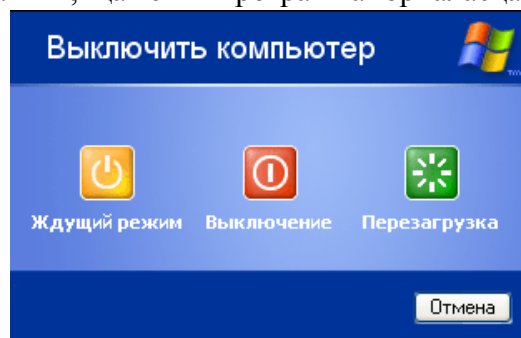 Выключить компьютер
Ждущий режим Выключение Перезагрузка
Отмена